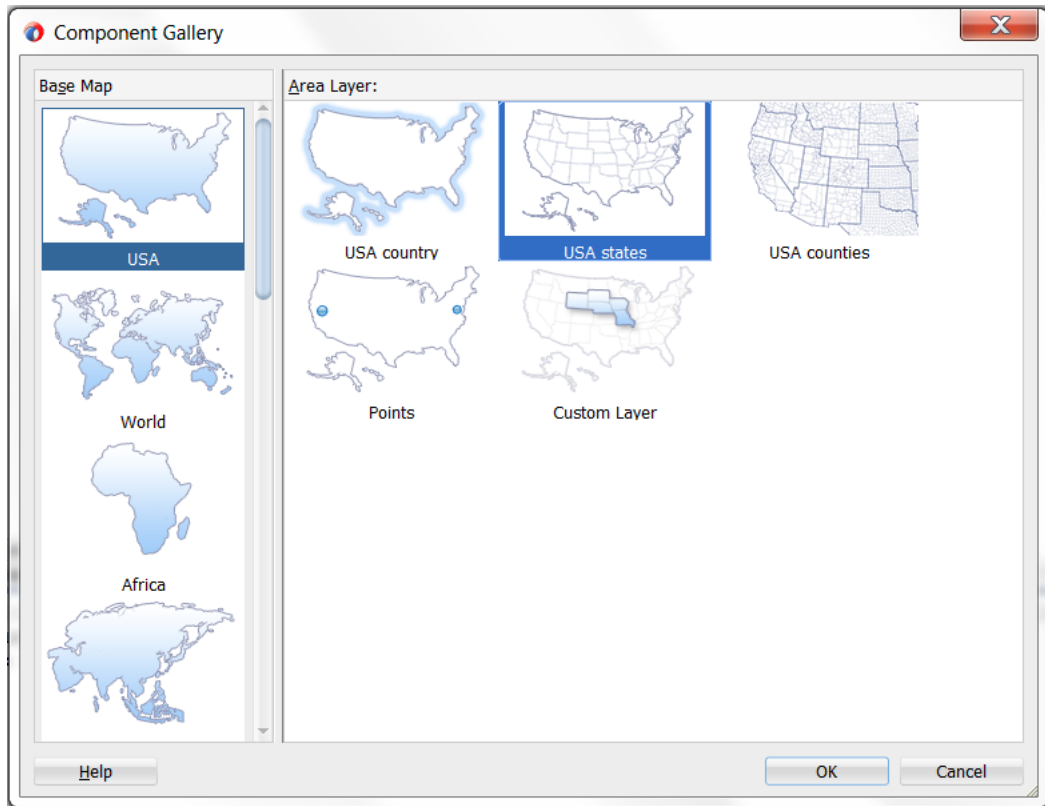 Component Gallery
Base Map
Area Layer:
USA
World
Africa
USA country
USA states
USA counties
Points
Custom Layer
Help
OK
Cancel